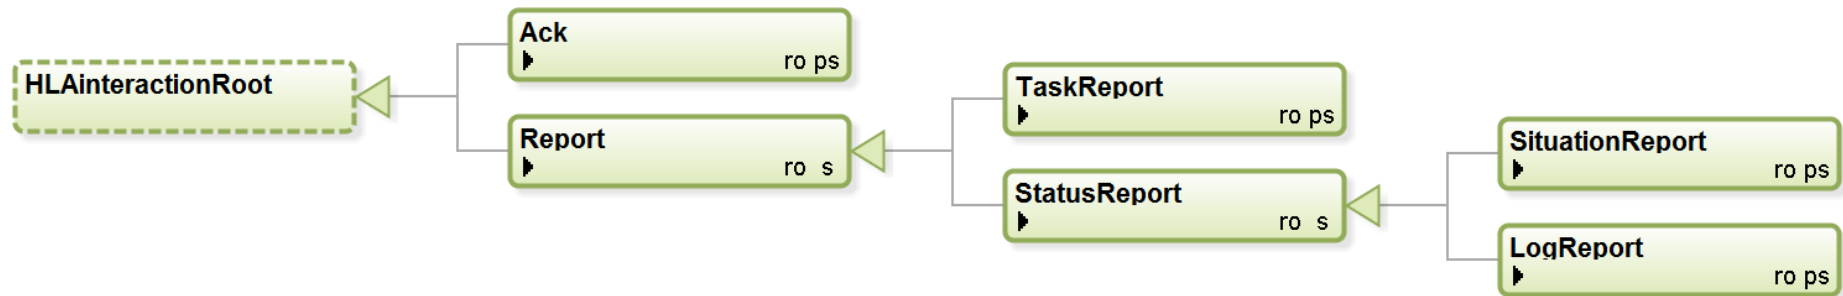 HLAinteractionRoot
Ack
ro ps
Report
ro s
TaskReport
ro ps
StatusReport
ro s
SituationReport
ro ps
LogReport
ro ps